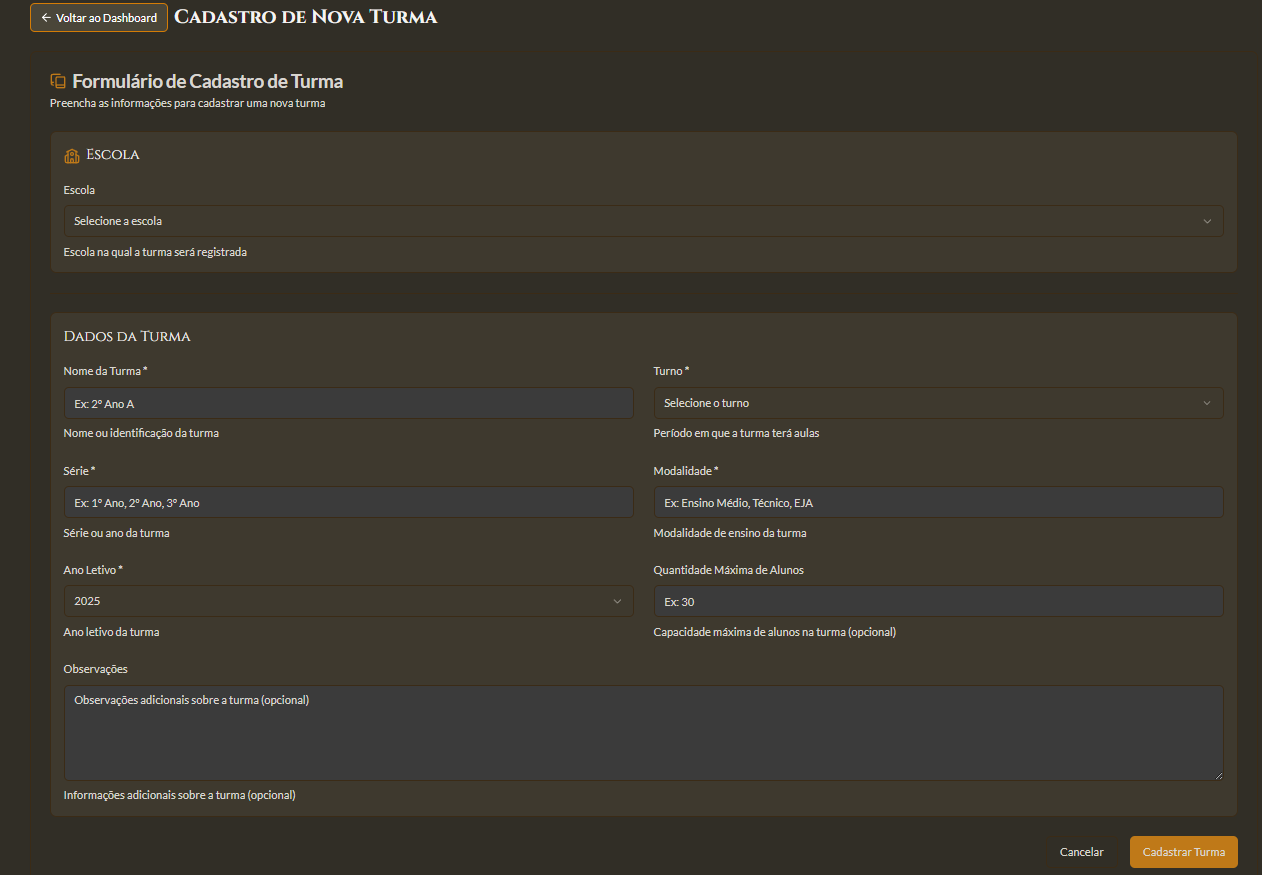 ← Voltar ao Dashboard Cadastro de Nova Turma
Formulário de Cadastro de Turma
Preencha as informações para cadastrar uma nova turma
Escola
Escola
Selecione a escola
Escola na qual a turma será registrada
Dados da Turma
Nome da Turma * Turno *
Ex: 2º Ano A Selecione o turno
Nome ou identificação da turma Período em que a turma terá aulas
Série * Modalidade *
Ex: 1º Ano, 2º Ano, 3º Ano Ex: Ensino Médio, Técnico, EJA
Série ou ano da turma Modalidade de ensino da turma
Ano Letivo * Quantidade Máxima de Alunos
2025 Ex: 30
Ano letivo da turma Capacidade máxima de alunos na turma (opcional)
Observações
Observações adicionais sobre a turma (opcional)
Informações adicionais sobre a turma (opcional)
Cancelar Cadastrar Turma